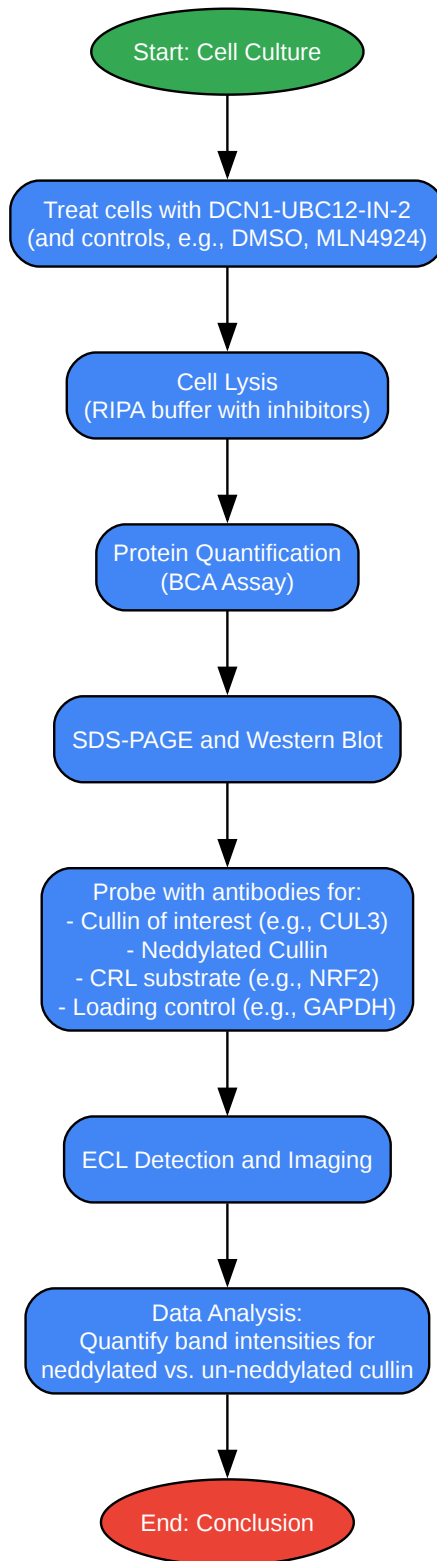 Start: Cell Culture
Treat cells with DCN1-UBC12-IN-2
(and controls, e.g., DMSO, MLN4924)
Cell Lysis
(RIPA buffer with inhibitors)
Protein Quantification
(BCA Assay)
SDS-PAGE and Western Blot
Probe with antibodies for:
- Cullin of interest (e.g., CUL3)
- Neddylated Cullin
- CRL substrate (e.g., NRF2)
- Loading control (e.g., GAPDH)
ECL Detection and Imaging
Data Analysis:
Quantify band intensities for
neddylated vs. un-neddylated cullin
End: Conclusion